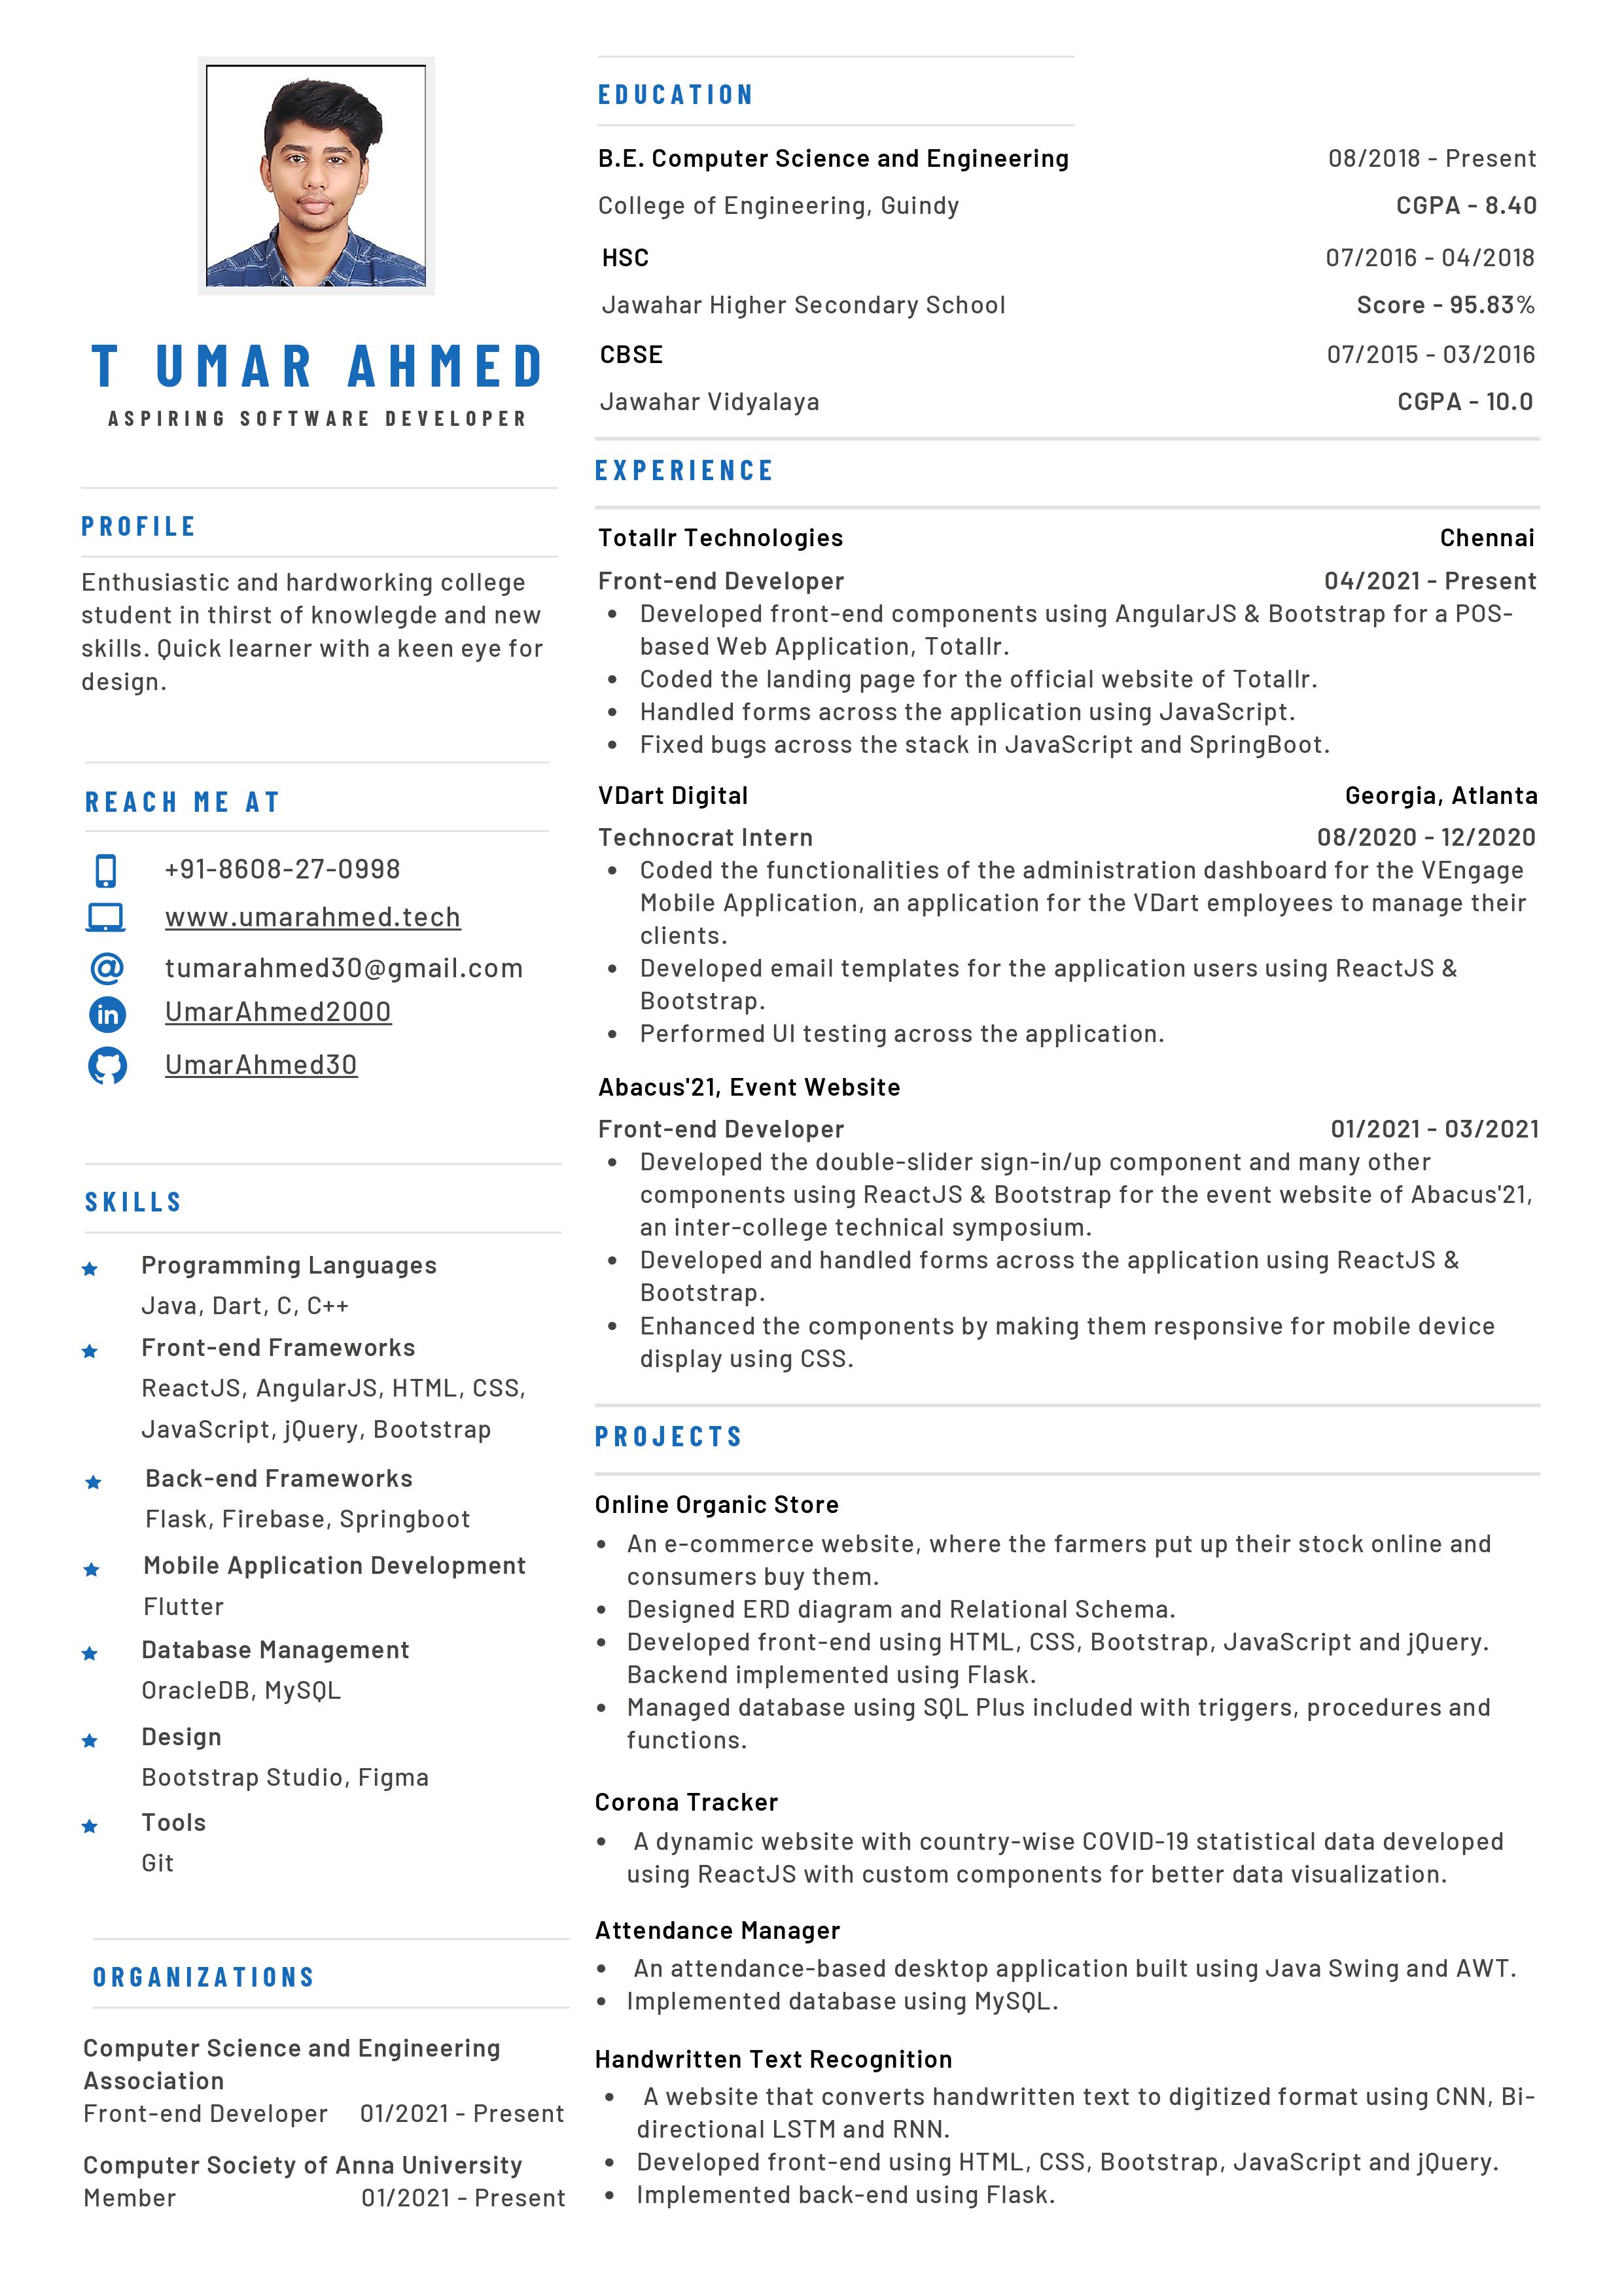 T UMAR AHMED
ASPIRING SOFTWARE DEVELOPER
PROFILE
Enthusiastic and hardworking college
student in thirst of knowlegde and new
skills. Quick learner with a keen eye for
design.
REACH ME AT
+91-8608-27-0998
www.umarahmed.tech
tumarahmed30@gmail.com
UmarAhmed2000
UmarAhmed30
SKILLS
Programming Languages
Java, Dart, C, C++
Front-end Frameworks
ReactJS, AngularJS, HTML, CSS,
JavaScript, jQuery, Bootstrap
Back-end Frameworks
Flask, Firebase, Springboot
Mobile Application Development
Flutter
Database Management
OracleDB, MySQL
Design
Bootstrap Studio, Figma
Tools
Git
ORGANIZATIONS
Computer Science and Engineering
Association
Front-end Developer 01/2021 - Present
Computer Society of Anna University
Member 01/2021 - Present
EDUCATION
B.E. Computer Science and Engineering 08/2018 - Present
College of Engineering, Guindy CGPA - 8.40
HSC 07/2016 - 04/2018
Jawahar Higher Secondary School Score - 95.83%
CBSE 07/2015 - 03/2016
Jawahar Vidyalaya CGPA - 10.0
EXPERIENCE
Totallr Technologies Chennai
Front-end Developer 04/2021 - Present
• Developed front-end components using AngularJS & Bootstrap for a POS-
based Web Application, Totallr.
• Coded the landing page for the official website of Totallr.
• Handled forms across the application using JavaScript.
• Fixed bugs across the stack in JavaScript and SpringBoot.
VDart Digital Georgia, Atlanta
Technocrat Intern 08/2020 - 12/2020
• Coded the functionalities of the administration dashboard for the VEngage
Mobile Application, an application for the VDart employees to manage their
clients.
• Developed email templates for the application users using ReactJS &
Bootstrap.
• Performed UI testing across the application.
Abacus'21, Event Website
Front-end Developer 01/2021 - 03/2021
• Developed the double-slider sign-in/up component and many other
components using ReactJS & Bootstrap for the event website of Abacus'21,
an inter-college technical symposium.
• Developed and handled forms across the application using ReactJS &
Bootstrap.
• Enhanced the components by making them responsive for mobile device
display using CSS.
PROJECTS
Online Organic Store
• An e-commerce website, where the farmers put up their stock online and
consumers buy them.
• Designed ERD diagram and Relational Schema.
• Developed front-end using HTML, CSS, Bootstrap, JavaScript and jQuery.
Backend implemented using Flask.
• Managed database using SQL Plus included with triggers, procedures and
functions.
Corona Tracker
• A dynamic website with country-wise COVID-19 statistical data developed
using ReactJS with custom components for better data visualization.
Attendance Manager
• An attendance-based desktop application built using Java Swing and AWT.
• Implemented database using MySQL.
Handwritten Text Recognition
• A website that converts handwritten text to digitized format using CNN, Bi-
directional LSTM and RNN.
• Developed front-end using HTML, CSS, Bootstrap, JavaScript and jQuery.
• Implemented back-end using Flask.